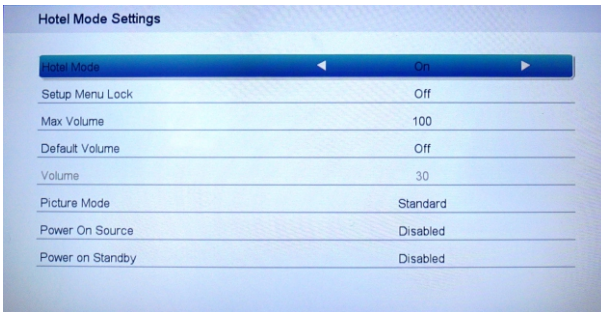 Hotel Mode Settings
Hotel Mode On
Setup Menu Lock Off
Max Volume 100
Default Volume Off
Volume 30
Picture Mode Standard
Power On Source Disabled
Power on Standby Disabled